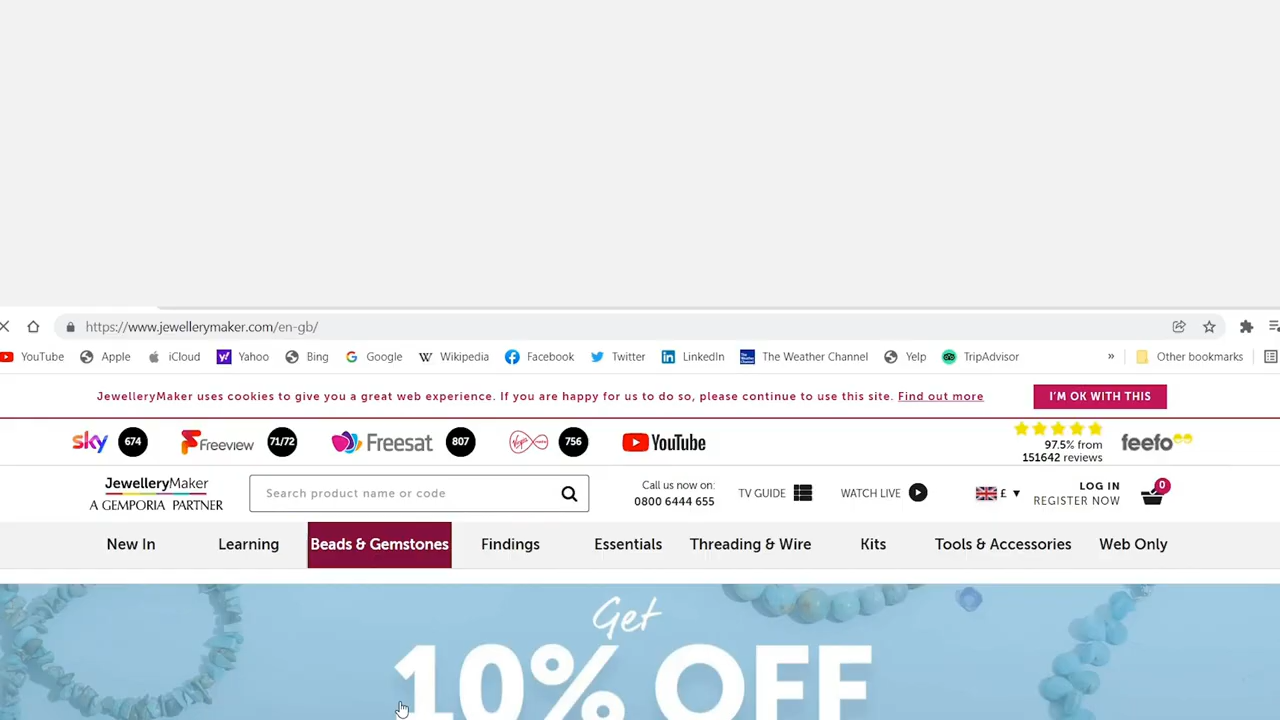 https://www.jewellerymaker.com/en-gb/
YouTube Apple iCloud Yahoo Bing Google Wikipedia Facebook Twitter LinkedIn The Weather Channel Yelp TripAdvisor » Other bookmarks
JewelleryMaker uses cookies to give you a great web experience. If you are happy for us to do so, please continue to use this site. Find out more I'M OK WITH THIS
sky 674 Freeview 71/72 Freesat 807 Virgin media 756 YouTube 97.5% from 151642 reviews feefo
JewelleryMaker
A GEMPORIA PARTNER
Search product name or code
Call us now on:
0800 6444 655
TV GUIDE
WATCH LIVE
£
LOG IN
REGISTER NOW
0
New In Learning Beads & Gemstones Findings Essentials Threading & Wire Kits Tools & Accessories Web Only
Get
10% OFF